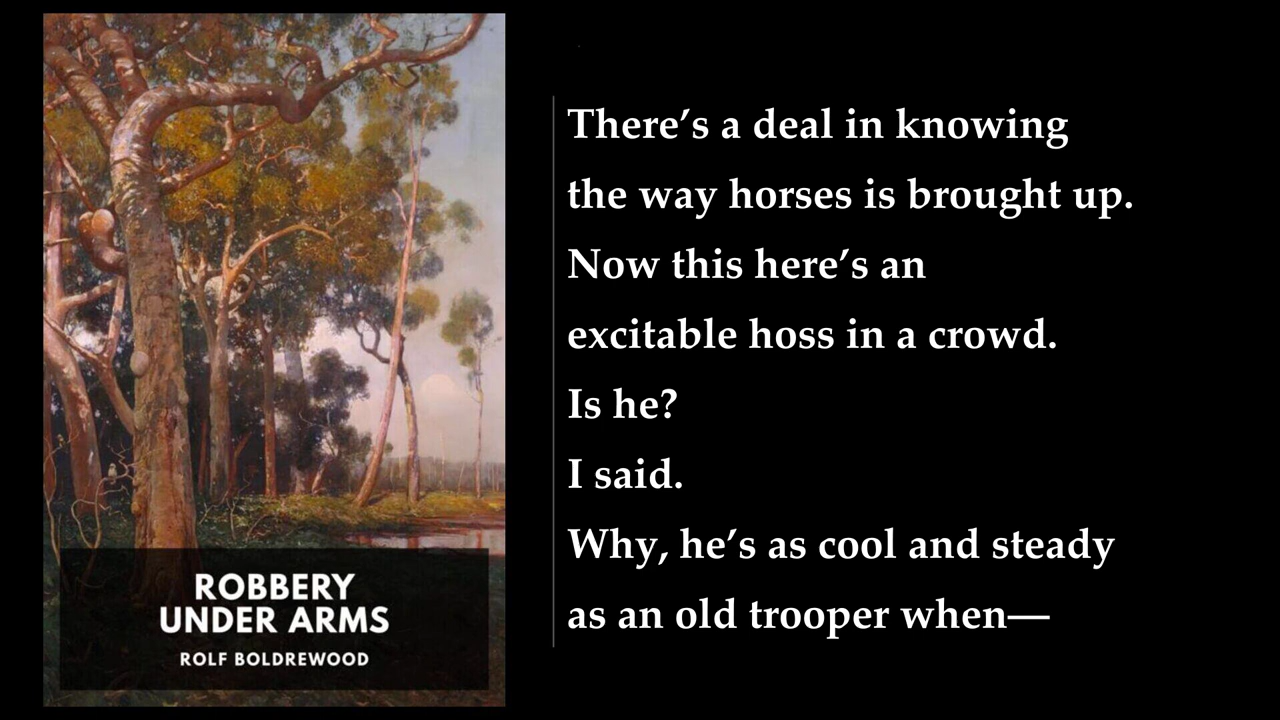 There’s a deal in knowing
the way horses is brought up.
Now this here’s an
excitable hoss in a crowd.
Is he?
I said.
Why, he’s as cool and steady
as an old trooper when—
ROBBERY
UNDER ARMS
ROLF BOLDREWOOD